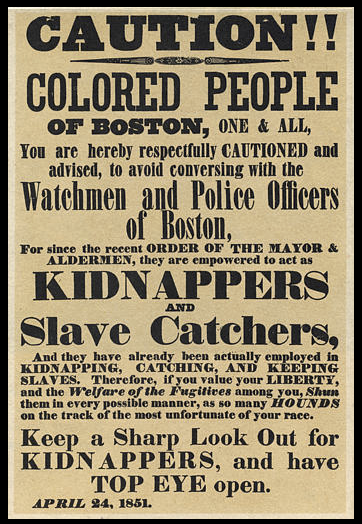 CAUTION!!
COLORED PEOPLE
OF BOSTON, ONE & ALL,
You are hereby respectfully CAUTIONED and
advised, to avoid conversing with the
Watchmen and Police Officers
of Boston,
For since the recent ORDER OF THE MAYOR &
ALDERMEN, they are empowered to act as
KIDNAPPERS
AND
Slave Catchers,
And they have already been actually employed in
KIDNAPPING, CATCHING, AND KEEPING
SLAVES. Therefore, if you value your LIBERTY,
and the Welfare of the Fugitives among you, Shun
them in every possible manner, as so many HOUNDS
on the track of the most unfortunate of your race.
Keep a Sharp Look Out for
KIDNAPPERS, and have
TOP EYE open.
APRIL 24, 1851.